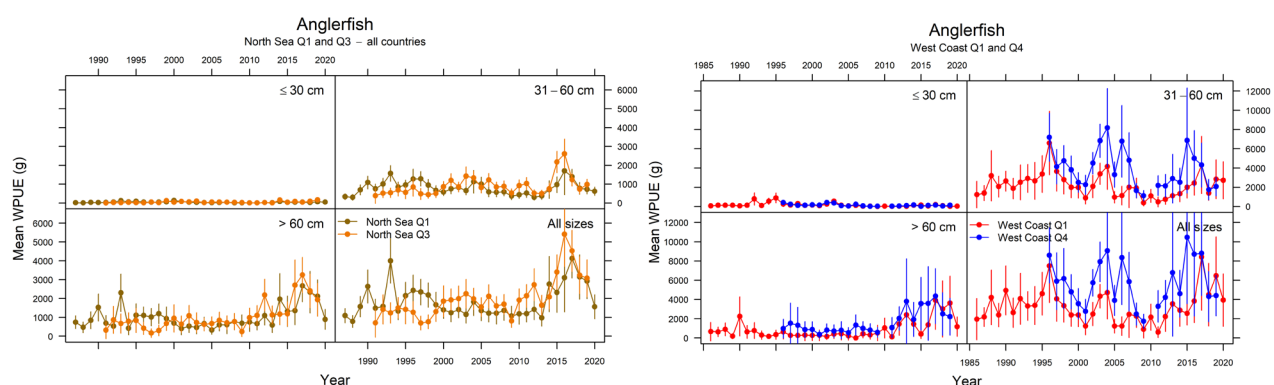 Anglerfish
North Sea Q1 and Q3 – all countries
1990 1995 2000 2005 2010 2015 2020
≤ 30 cm
31 – 60 cm
6000
5000
4000
3000
2000
1000
0
> 60 cm
North Sea Q1
North Sea Q3
All sizes
6000
5000
4000
3000
2000
1000
0
Mean WPUE (g)
1990 1995 2000 2005 2010 2015 2020
Year
Anglerfish
West Coast Q1 and Q4
1985 1990 1995 2000 2005 2010 2015 2020
≤ 30 cm
31 – 60 cm
12000
10000
8000
6000
4000
2000
0
> 60 cm
West Coast Q1
West Coast Q4
All sizes
12000
10000
8000
6000
4000
2000
0
Mean WPUE (g)
1985 1990 1995 2000 2005 2010 2015 2020
Year